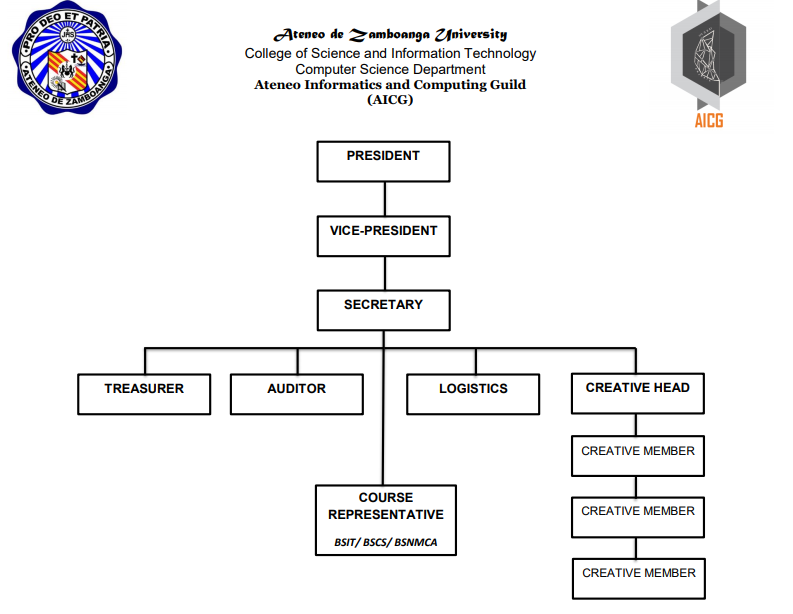 PRO DEO ET PATRIA
JHS
ATENEO DE ZAMBOANGA
Ateneo de Zamboanga University
College of Science and Information Technology
Computer Science Department
Ateneo Informatics and Computing Guild
(AICG)
AICG
PRESIDENT
VICE-PRESIDENT
SECRETARY
TREASURER
AUDITOR
LOGISTICS
CREATIVE HEAD
CREATIVE MEMBER
COURSE
REPRESENTATIVE
BSIT/ BSCS/ BSNMCA
CREATIVE MEMBER
CREATIVE MEMBER